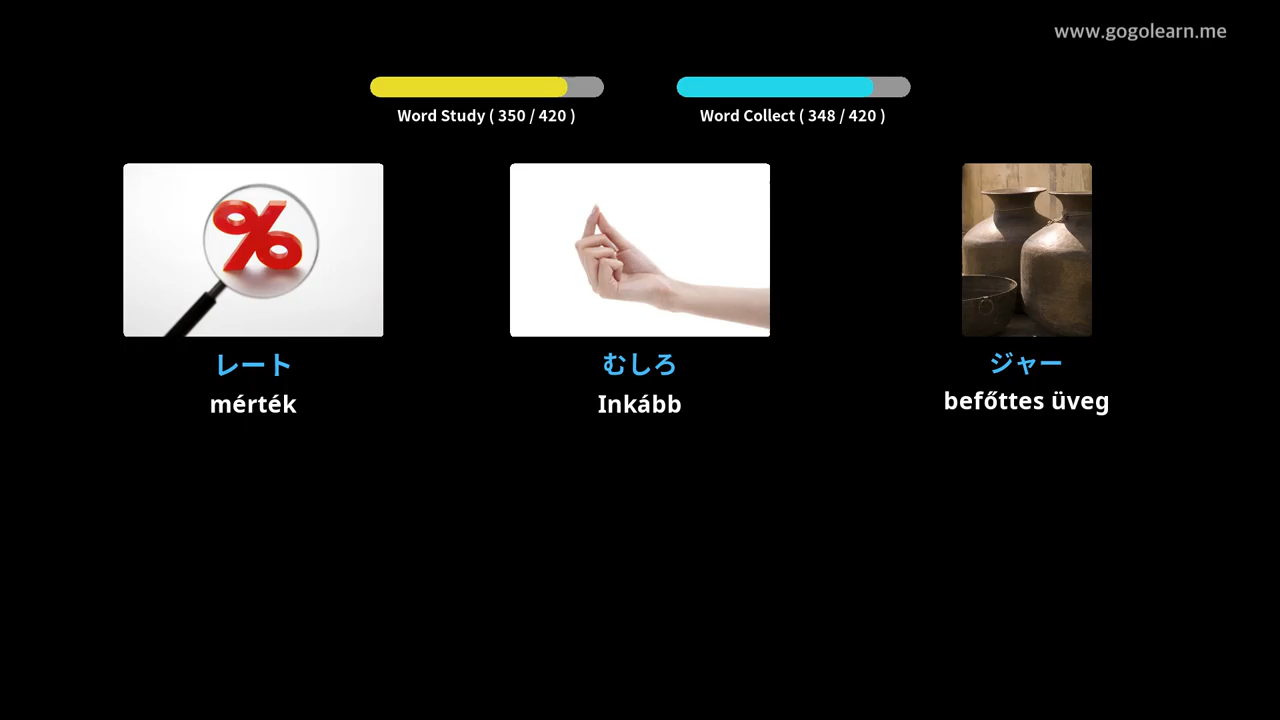 www.gogolearn.me
Word Study ( 350 / 420 )
Word Collect ( 348 / 420 )
レート
mérték
むしろ
Inkább
ジャー
befőttes üveg